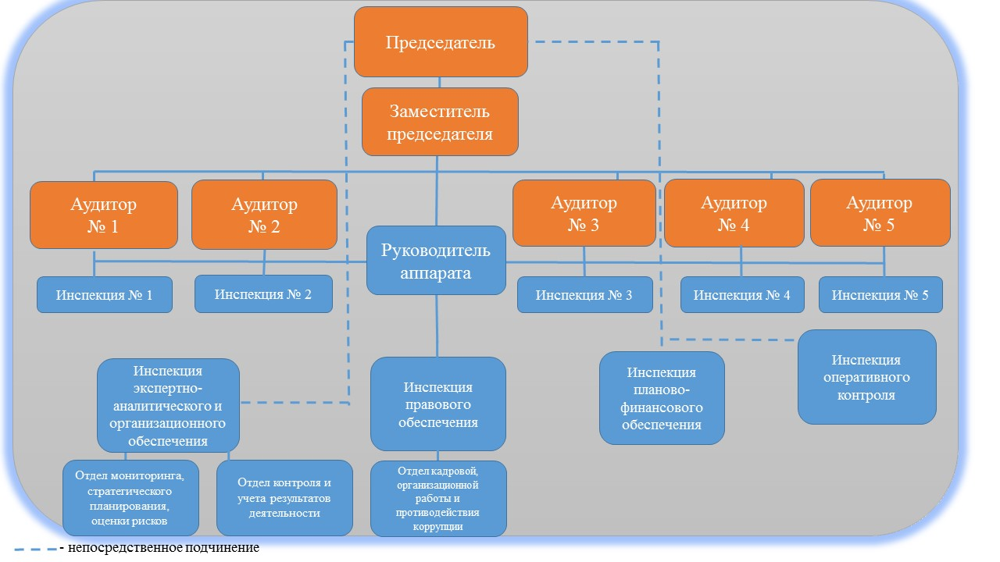 Председатель
Заместитель
председателя
Аудитор
№ 1
Аудитор
№ 2
Аудитор
№ 3
Аудитор
№ 4
Аудитор
№ 5
Руководитель
аппарата
Инспекция № 1
Инспекция № 2
Инспекция № 3
Инспекция № 4
Инспекция № 5
Инспекция
экспертно-
аналитического и
организационного
обеспечения
Инспекция
правового
обеспечения
Инспекция
планово-
финансового
обеспечения
Инспекция
оперативного
контроля
Отдел мониторинга,
стратегического
планирования,
оценки рисков
Отдел контроля и
учета результатов
деятельности
Отдел кадровой,
организационной
работы и
противодействия
коррупции
- непосредственное подчинение